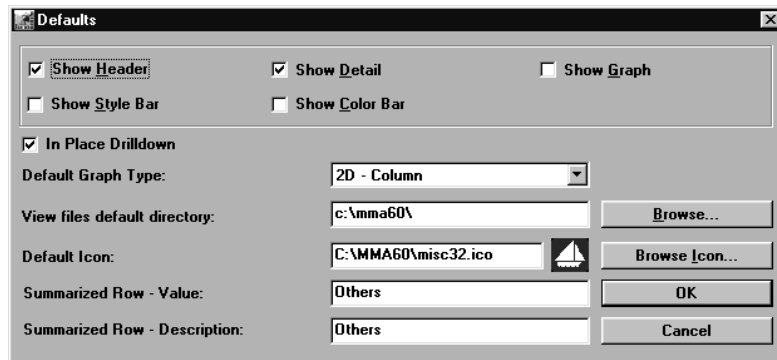 Defaults
Show Header Show Detail Show Graph
Show Style Bar Show Color Bar
In Place Drilldown
Default Graph Type: 2D - Column
View files default directory: c:\mma60\ Browse...
Default Icon: C:\MMA60\misc32.ico Browse Icon...
Summarized Row - Value: Others OK
Summarized Row - Description: Others Cancel